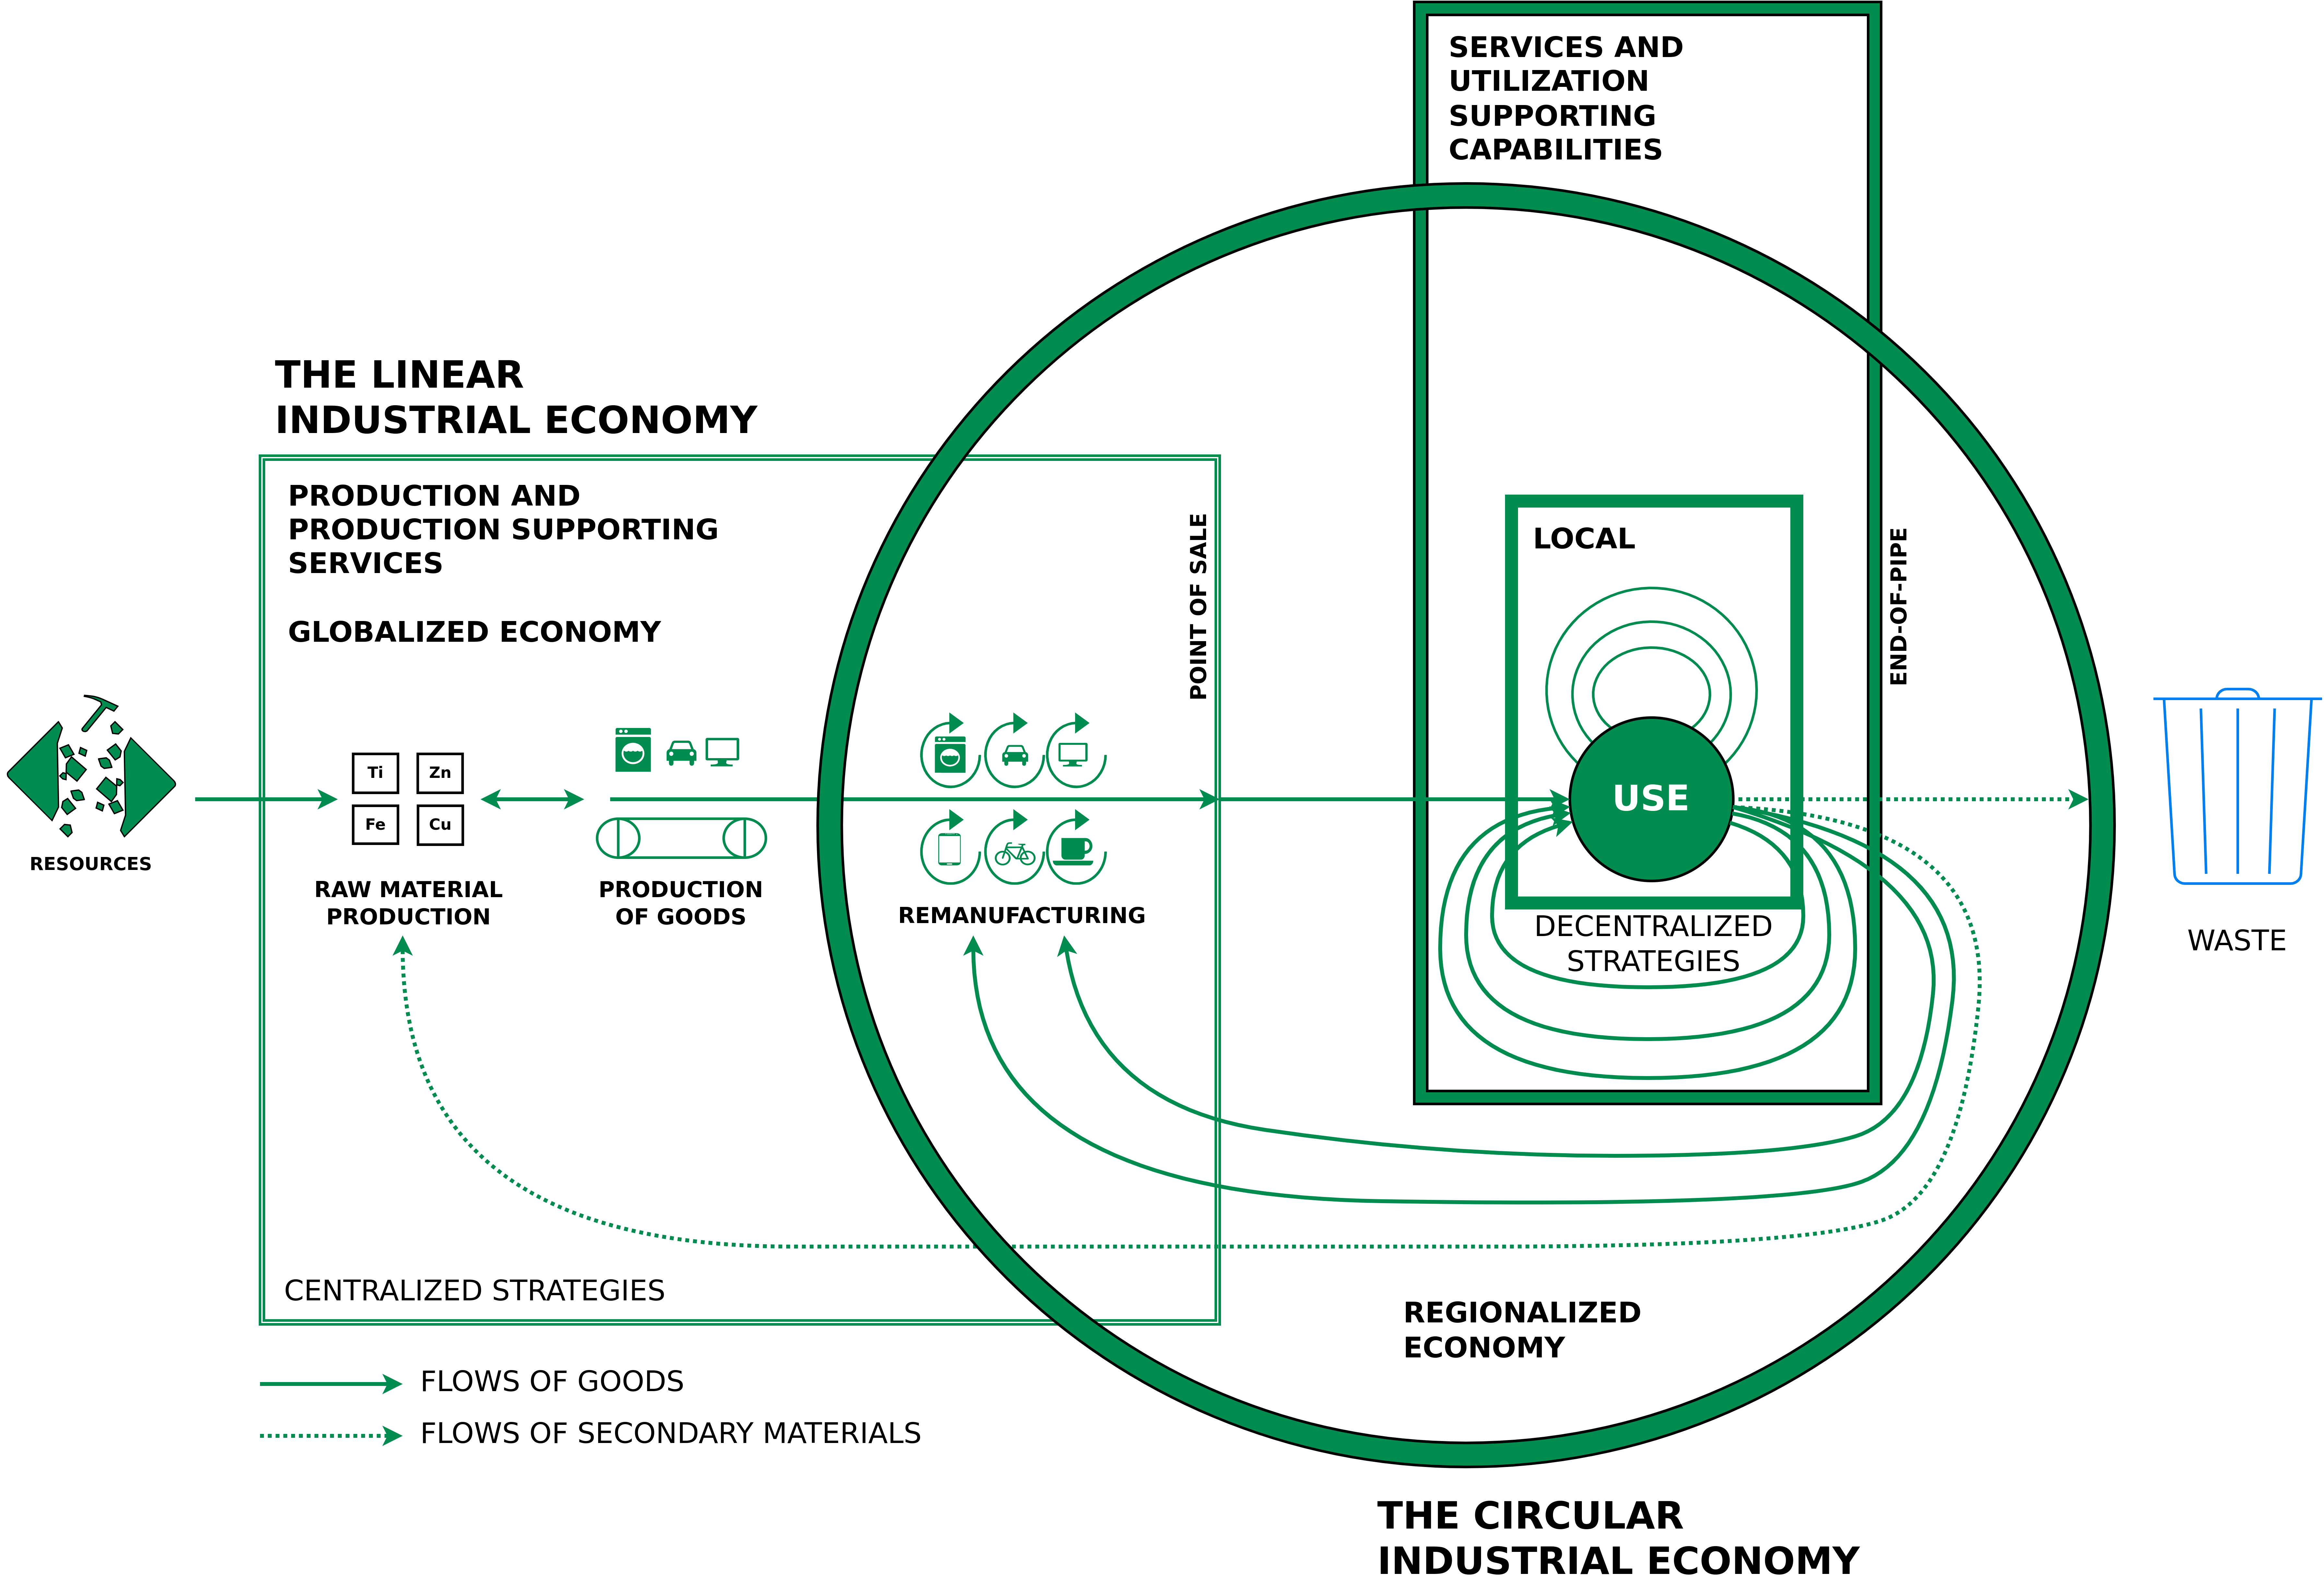 SERVICES AND
UTILIZATION
SUPPORTING
CAPABILITIES
THE LINEAR
INDUSTRIAL ECONOMY
PRODUCTION AND
PRODUCTION SUPPORTING
SERVICES
GLOBALIZED ECONOMY
POINT OF SALE
LOCAL
END-OF-PIPE
RESOURCES
Ti
Zn
Fe
Cu
RAW MATERIAL
PRODUCTION
PRODUCTION
OF GOODS
REMANUFACTURING
USE
DECENTRALIZED
STRATEGIES
WASTE
CENTRALIZED STRATEGIES
REGIONALIZED
ECONOMY
FLOWS OF GOODS
FLOWS OF SECONDARY MATERIALS
THE CIRCULAR
INDUSTRIAL ECONOMY